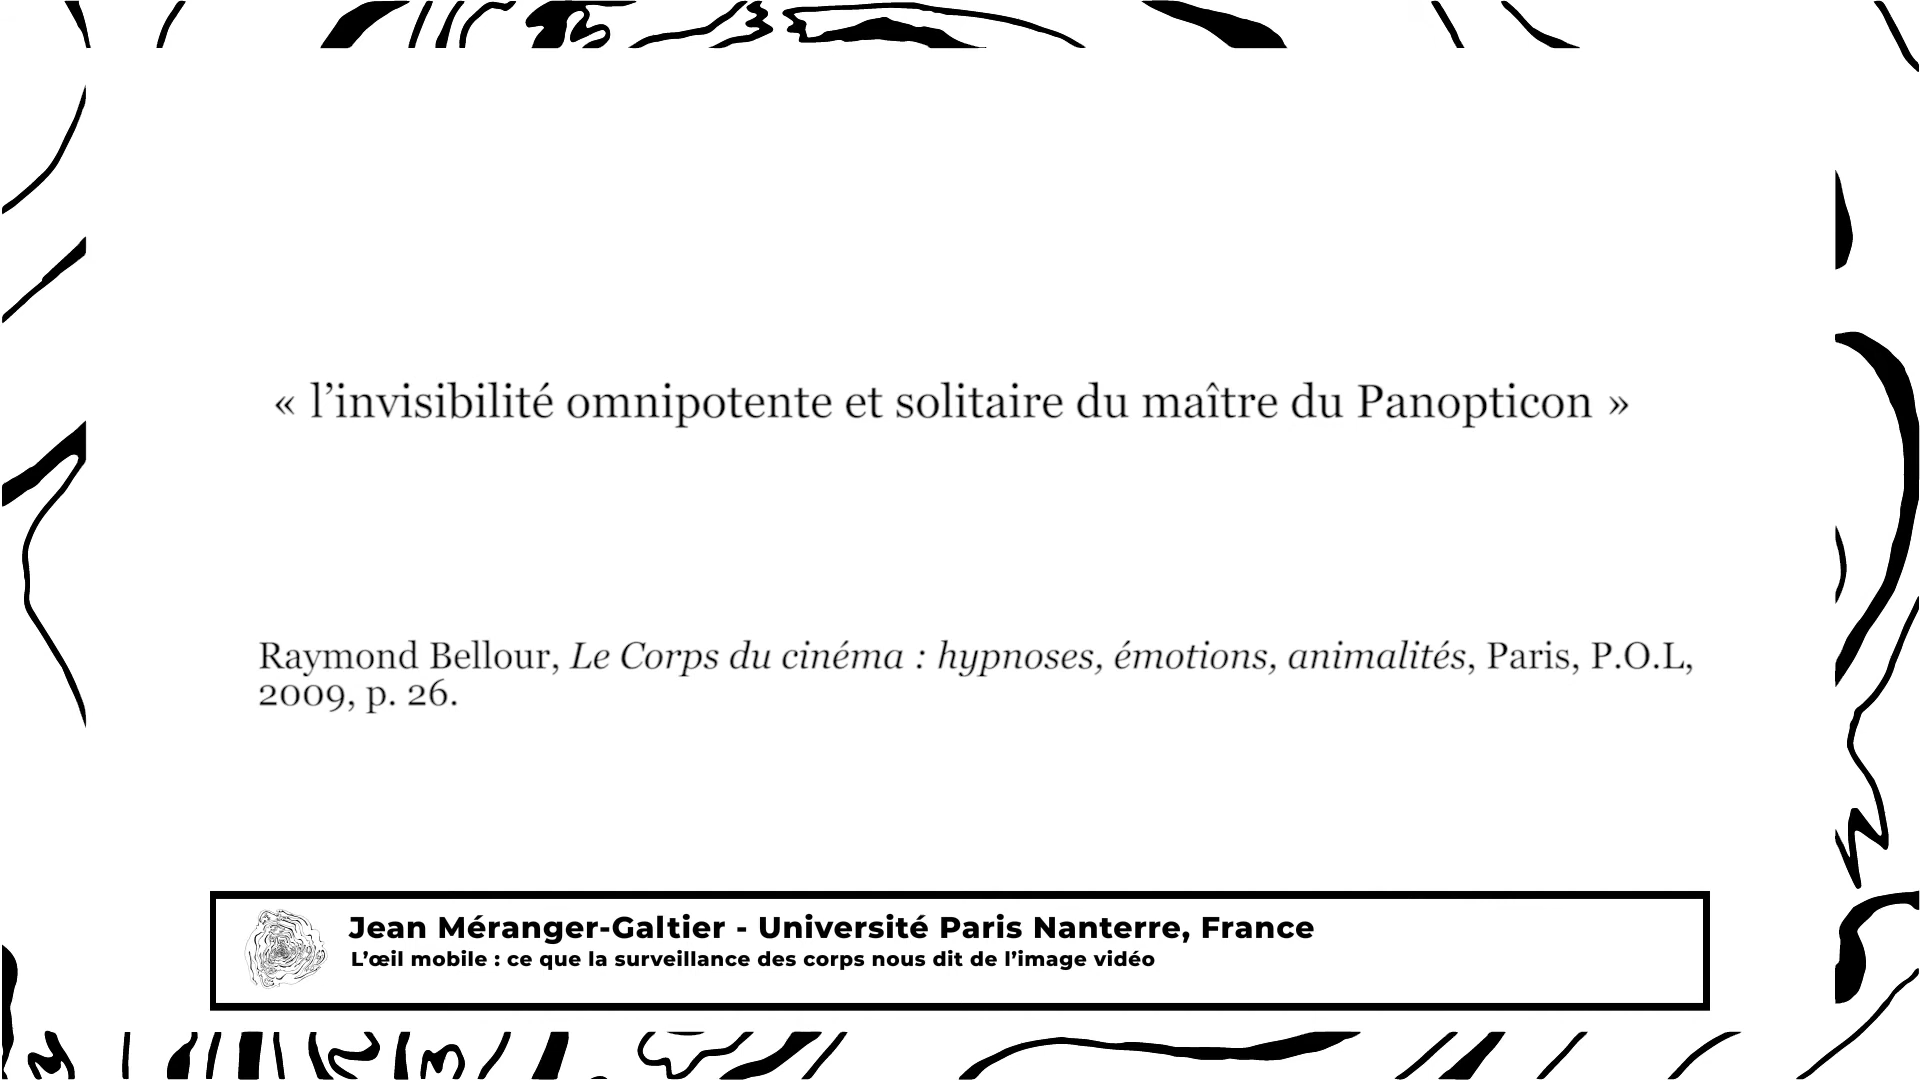 « l’invisibilité omnipotente et solitaire du maître du Panopticon »
Raymond Bellour, Le Corps du cinéma : hypnoses, émotions, animalités, Paris, P.O.L,
2009, p. 26.
Jean Méranger-Galtier - Université Paris Nanterre, France
L’œil mobile : ce que la surveillance des corps nous dit de l’image vidéo